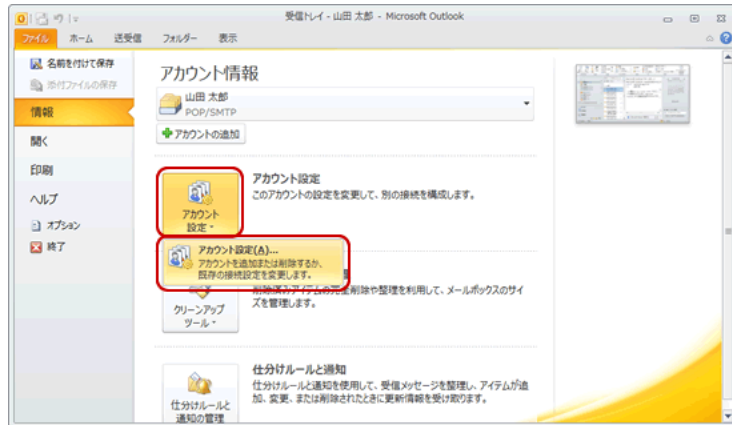 受信トレイ - 山田 太郎 - Microsoft Outlook
ファイル ホーム 送受信 フォルダー 表示
名前を付けて保存
添付ファイルの保存
情報
開く
印刷
ヘルプ
オプション
終了
アカウント情報
山田 太郎
POP/SMTP
アカウントの追加
アカウント
設定
アカウント設定
このアカウントの設定を変更して、別の接続を構成します。
アカウント設定(A)...
アカウントを追加または削除するか、
既存の接続設定を変更します。
クリーンアップ
ツール
削除済みアイテムの完全削除や整理を利用して、メールボックスのサイ
ズを管理します。
仕分けルールと
通知の管理
仕分けルールと通知
仕分けルールと通知を使用して、受信メッセージを整理し、アイテムが追
加、変更、または削除されたときに更新情報を受け取ります。